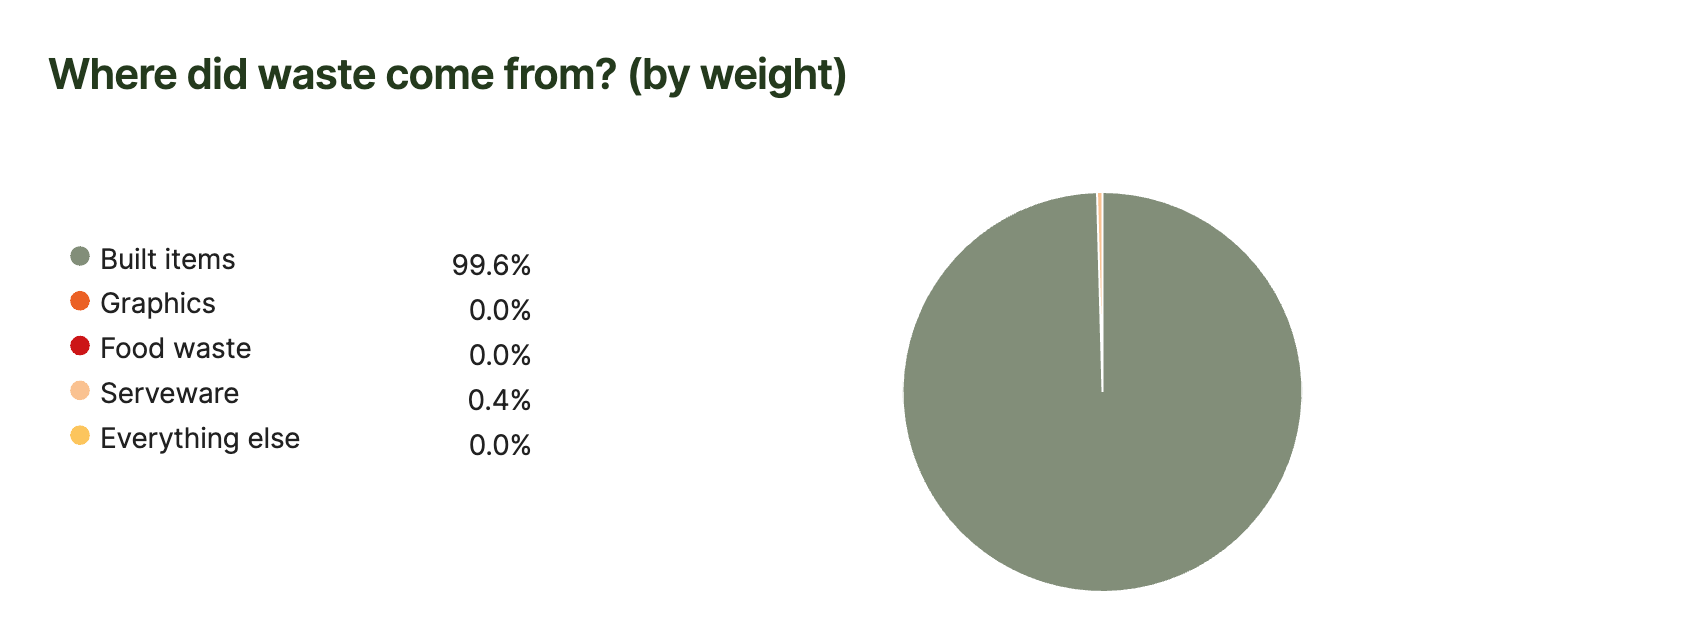 Where did waste come from? (by weight)
Built items 99.6%
Graphics 0.0%
Food waste 0.0%
Serveware 0.4%
Everything else 0.0%